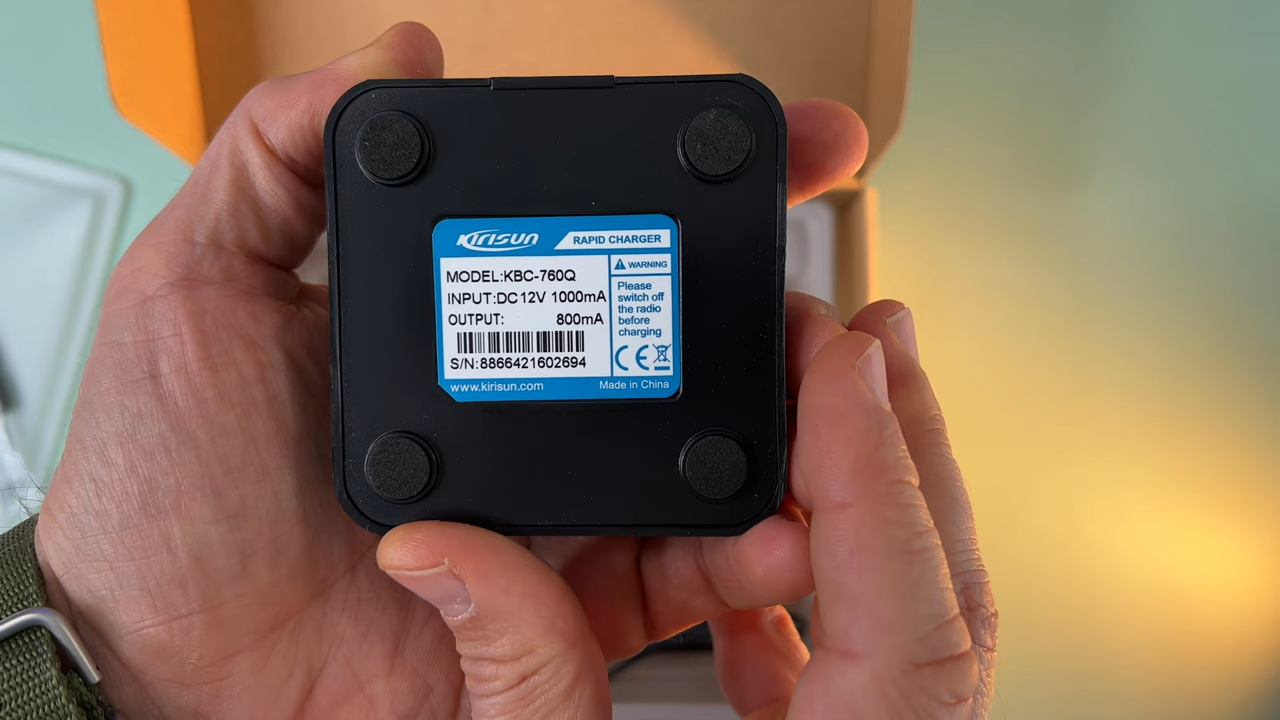 KIRISUN RAPID CHARGER
MODEL:KBC-760Q
INPUT:DC12V 1000mA
OUTPUT: 800mA
S/N:8866421602694
WARNING
Please
switch off
the radio
before
charging
CE
www.kirisun.com Made in China